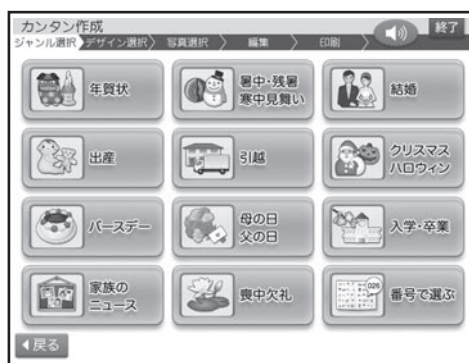 カンタン作成
終了
ジャンル選択
デザイン選択
写真選択
編集
印刷
年賀状
暑中・残暑
寒中見舞い
結婚
出産
引越
クリスマス
ハロウィン
バースデー
母の日
父の日
入学・卒業
家族の
ニュース
喪中欠礼
026
番号で選ぶ
戻る